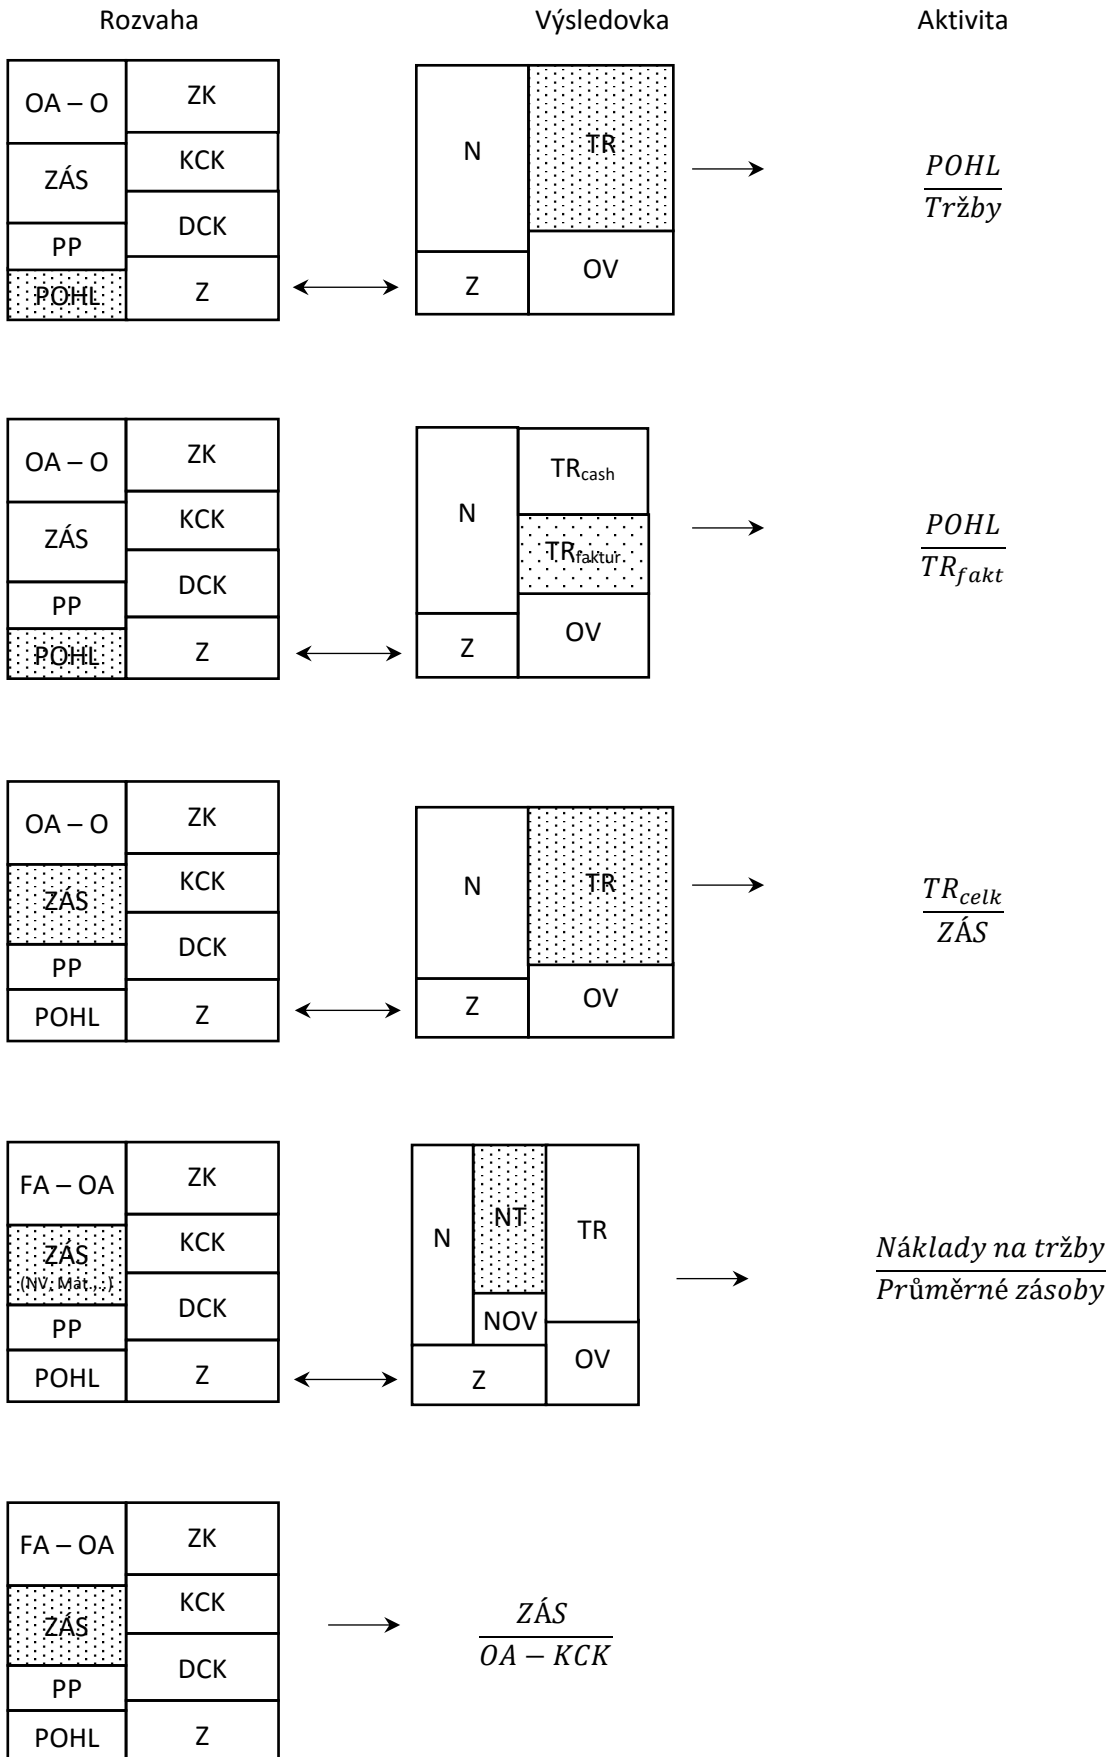 Rozvaha Výsledovka Aktivita
OA – O ZK
ZÁS KCK
PP DCK
POHL Z
N TR
Z OV
POHL
Tržby
OA – O ZK
ZÁS KCK
PP DCK
POHL Z
N TRcash
TRfaktur
Z OV
POHL
TRfakt
OA – O ZK
ZÁS KCK
PP DCK
POHL Z
N TR
Z OV
TRcelk
ZÁS
FA – OA ZK
ZÁS KCK
(NV, Mat…)
PP DCK
POHL Z
N NT TR
NOV
Z OV
Náklady na tržby
Průměrné zásoby
FA – OA ZK
ZÁS KCK
PP DCK
POHL Z
ZÁS
OA − KCK